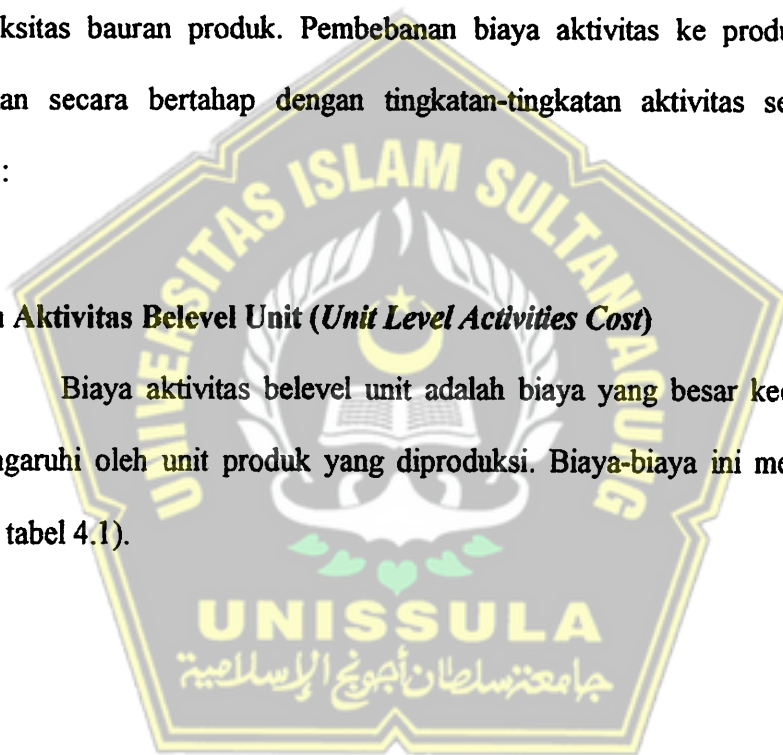 ksitas bauran produk. Pembebanan biaya aktivitas ke produ
an secara bertahap dengan tingkatan-tingkatan aktivitas se
:
UNIVERSITAS ISLAM SULTAN AGUNG
Aktivitas Belevel Unit (Unit Level Activities Cost)
Biaya aktivitas belevel unit adalah biaya yang besar kec
ngaruhi oleh unit produk yang diproduksi. Biaya-biaya ini me
tabel 4.1).
UNISSULA
جامعة سلطان أجونج الإسلامية